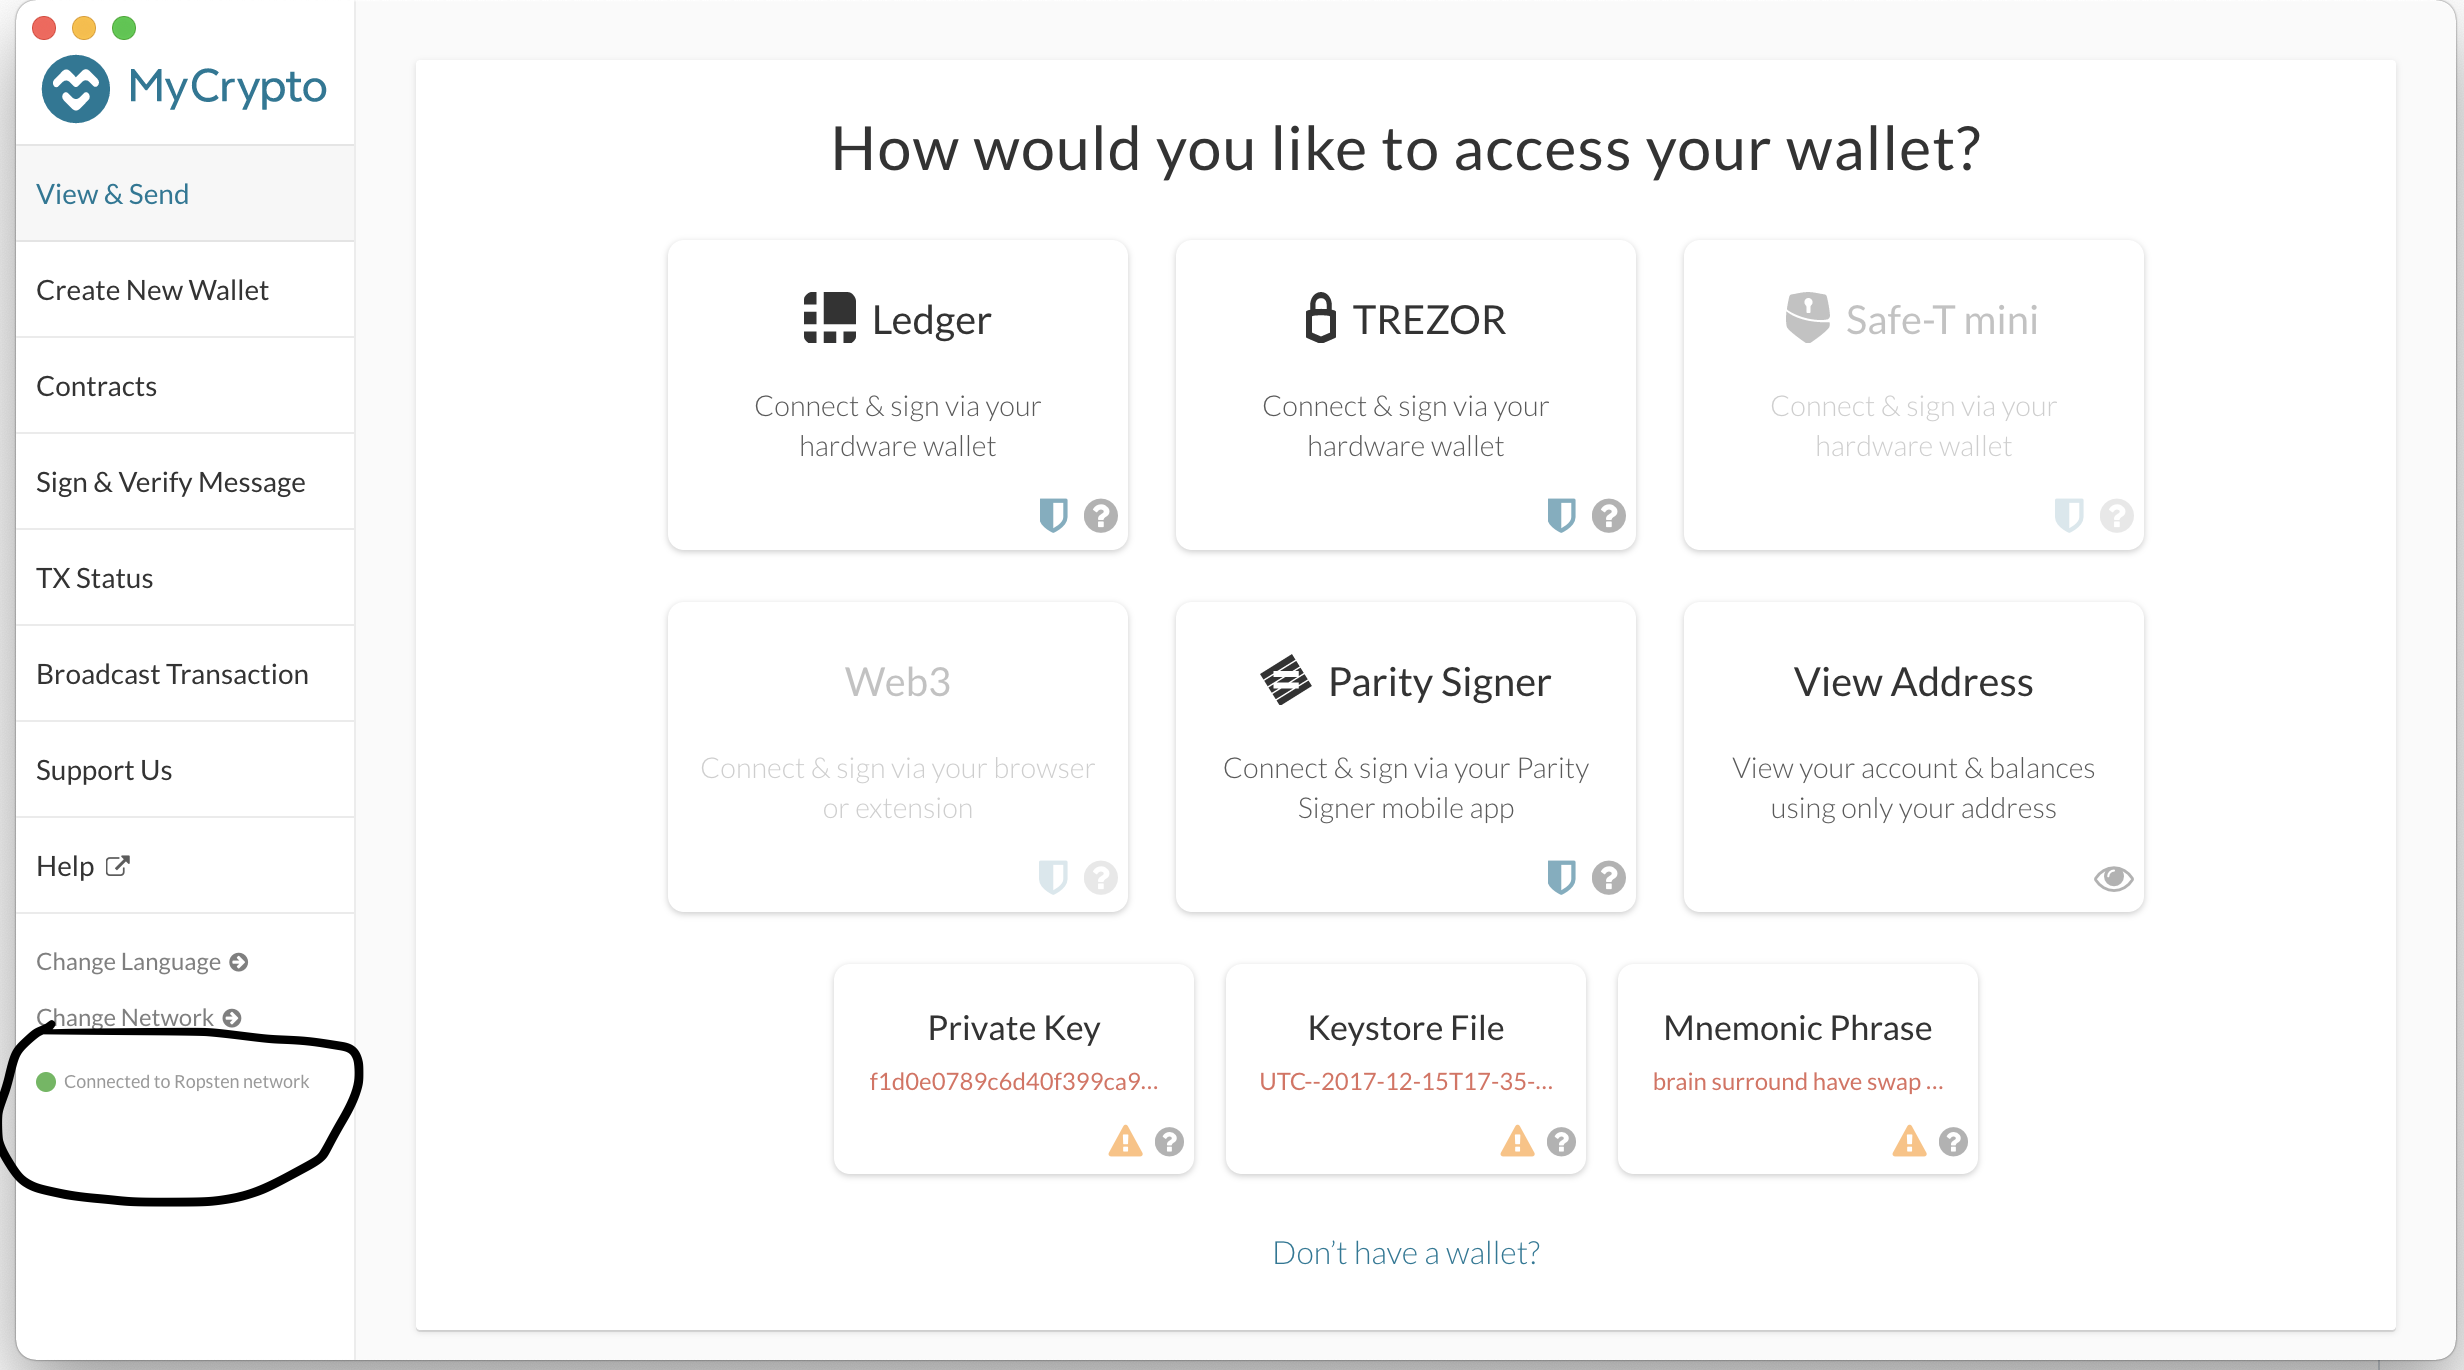 MyCrypto
View & Send
Create New Wallet
Contracts
Sign & Verify Message
TX Status
Broadcast Transaction
Support Us
Help
Change Language
Change Network
Connected to Ropsten network
How would you like to access your wallet?
Ledger
Connect & sign via your
hardware wallet
TREZOR
Connect & sign via your
hardware wallet
Safe-T mini
Connect & sign via your
hardware wallet
Web3
Connect & sign via your browser
or extension
Parity Signer
Connect & sign via your Parity
Signer mobile app
View Address
View your account & balances
using only your address
Private Key
f1d0e0789c6d40f399ca9...
Keystore File
UTC--2017-12-15T17-35-...
Mnemonic Phrase
brain surround have swap ...
Don't have a wallet?